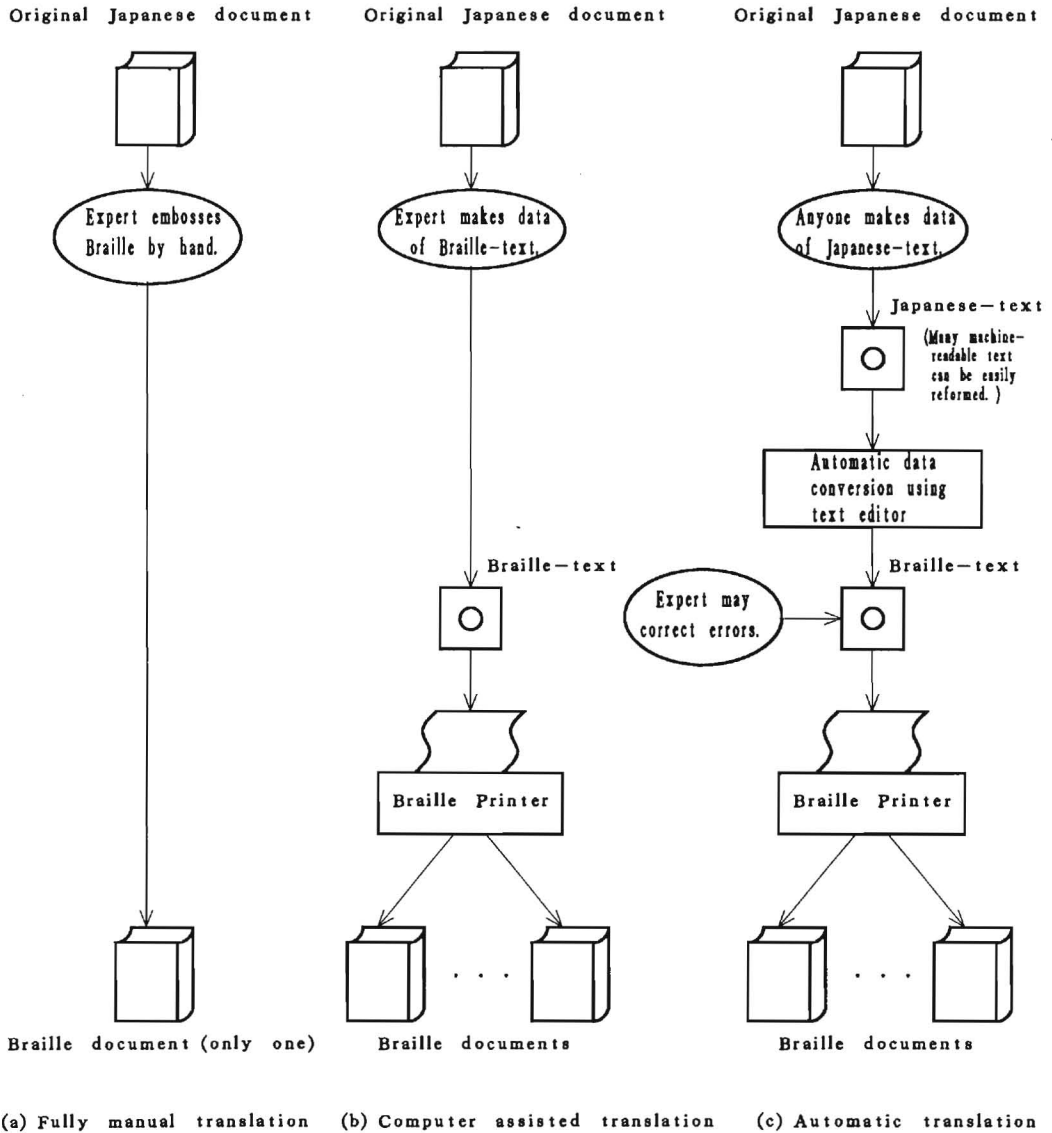 Original Japanese document
Expert embosses
Braille by hand.
Braille document (only one)
(a) Fully manual translation
Original Japanese document
Expert makes data
of Braille-text.
Braille-text
Braille Printer
. . .
Braille documents
(b) Computer assisted translation
Original Japanese document
Anyone makes data
of Japanese-text.
Japanese-text
(Many machine-
readable text
can be easily
reformed.)
Automatic data
conversion using
text editor
Braille-text
Expert may
correct errors.
Braille Printer
. . .
Braille documents
(c) Automatic translation